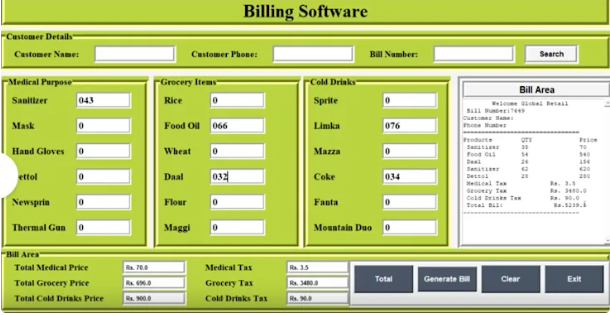 Billing Software
Customer Details
Customer Name: Customer Phone: Bill Number: Search
Medical Purpose
Sanitizer 043
Mask 0
Hand Gloves 0
ettol 0
Newsprin 0
Thermal Gun 0
Grocery Items
Rice 0
Food Oil 066
Wheat 0
Daal 032
Flour 0
Maggi 0
Cold Drinks
Sprite 0
Limka 076
Mazza 0
Coke 034
Fanta 0
Mountain Duo 0
Bill Area
Welcome Global Retail
Bill Number:7669
Customer Name:
Phone Number
Products QTY Price
Sanitizer 35 70
Food Oil 54 540
Daal 26 156
Sanitizer 62 620
Dettol 20 280
Medical Tax Rs. 3.5
Grocery Tax Rs. 3480.0
Cold Drinks Tax Rs. 90.0
Total Bil: Rs.5239.5
Bill Area
Total Medical Price Rs. 70.0 Medical Tax Rs. 3.5
Total Grocery Price Rs. 696.0 Grocery Tax Rs. 3480.0
Total Cold Drinks Price Rs. 900.0 Cold Drinks Tax Rs. 90.0
Total Generate Bill Clear Exit